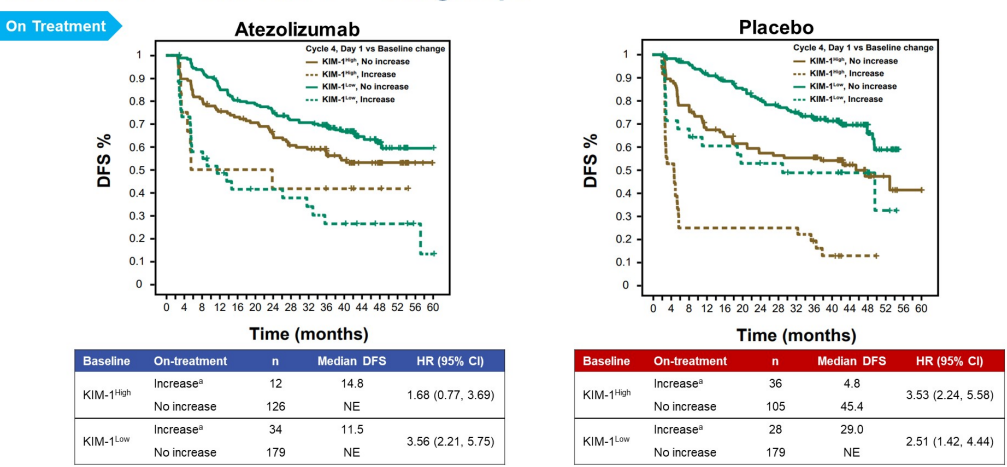 On Treatment
Atezolizumab
Cycle 4, Day 1 vs Baseline change
KIM-1High, No increase
KIM-1High, Increase
KIM-1Low, No increase
KIM-1Low, Increase
DFS %
1
0.9
0.8
0.7
0.6
0.5
0.4
0.3
0.2
0.1
0
0 4 8 12 16 20 24 28 32 36 40 44 48 52 56 60
Time (months)
Baseline On-treatment n Median DFS HR (95% CI)
KIM-1High
Increaseᵃ 12 14.8
1.68 (0.77, 3.69)
No increase 126 NE
KIM-1Low
Increaseᵃ 34 11.5
3.56 (2.21, 5.75)
No increase 179 NE
Placebo
Cycle 4, Day 1 vs Baseline change
KIM-1High, No increase
KIM-1High, Increase
KIM-1Low, No increase
KIM-1Low, Increase
DFS %
1
0.9
0.8
0.7
0.6
0.5
0.4
0.3
0.2
0.1
0
0 4 8 12 16 20 24 28 32 36 40 44 48 52 56 60
Time (months)
Baseline On-treatment n Median DFS HR (95% CI)
KIM-1High
Increaseᵃ 36 4.8
3.53 (2.24, 5.58)
No increase 105 45.4
KIM-1Low
Increaseᵃ 28 29.0
2.51 (1.42, 4.44)
No increase 179 NE